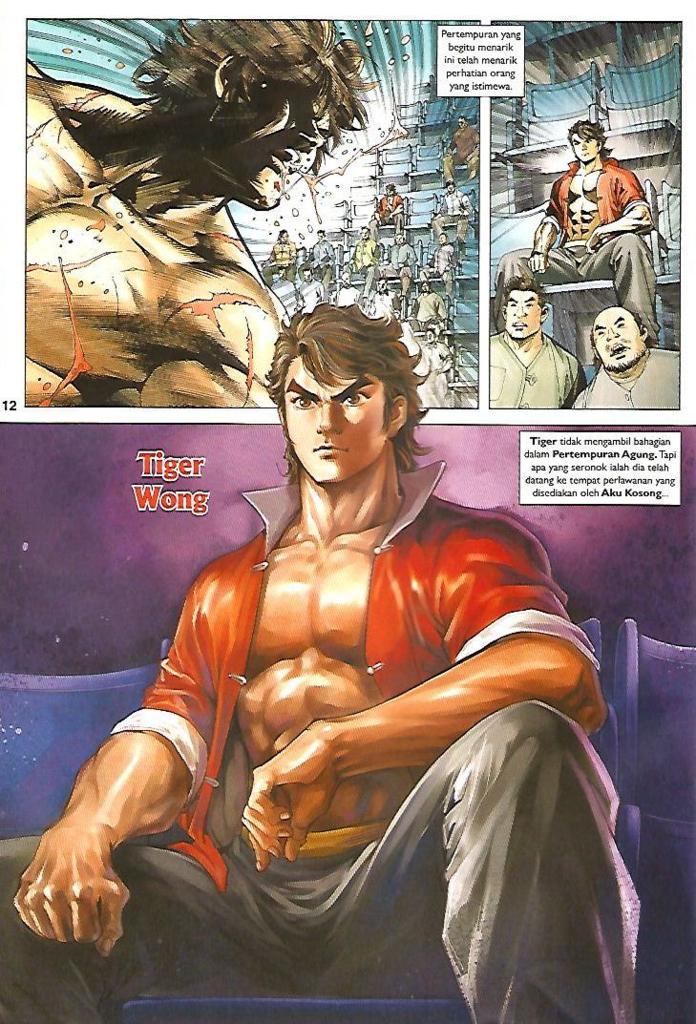 Pertempuran yang
begitu menarik
ini telah menarik
perhatian orang
yang istimewa.
12
Tiger
Wong
Tiger tidak mengambil bahagian
dalam Pertempuran Agung. Tapi
apa yang seronok ialah dia telah
datang ke tempat perlawanan yang
disediakan oleh Aku Kosong...